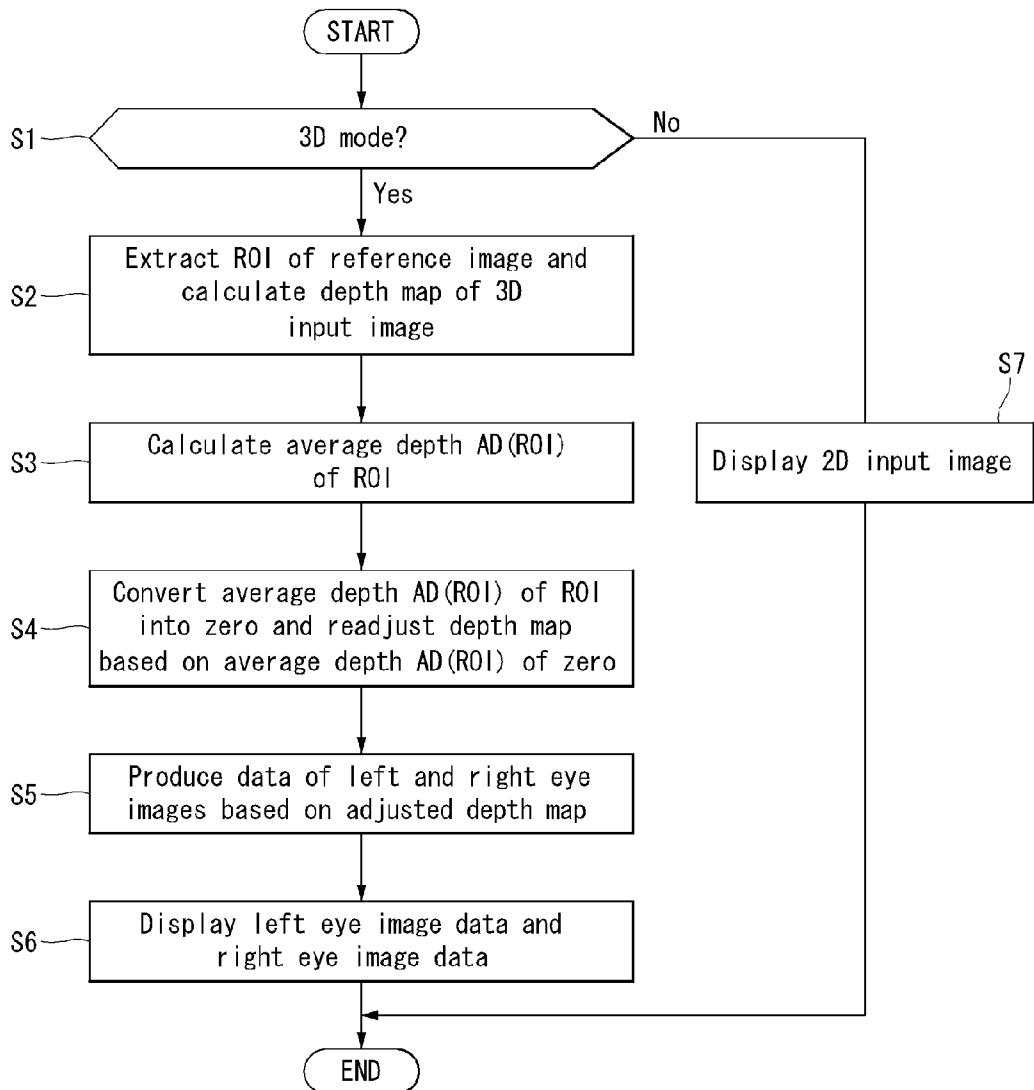 START
S1
3D mode?
No
Yes
S2
Extract ROI of reference image and
calculate depth map of 3D
input image
S7
Display 2D input image
S3
Calculate average depth AD(ROI)
of ROI
S4
Convert average depth AD(ROI) of ROI
into zero and readjust depth map
based on average depth AD(ROI) of zero
S5
Produce data of left and right eye
images based on adjusted depth map
S6
Display left eye image data and
right eye image data
END